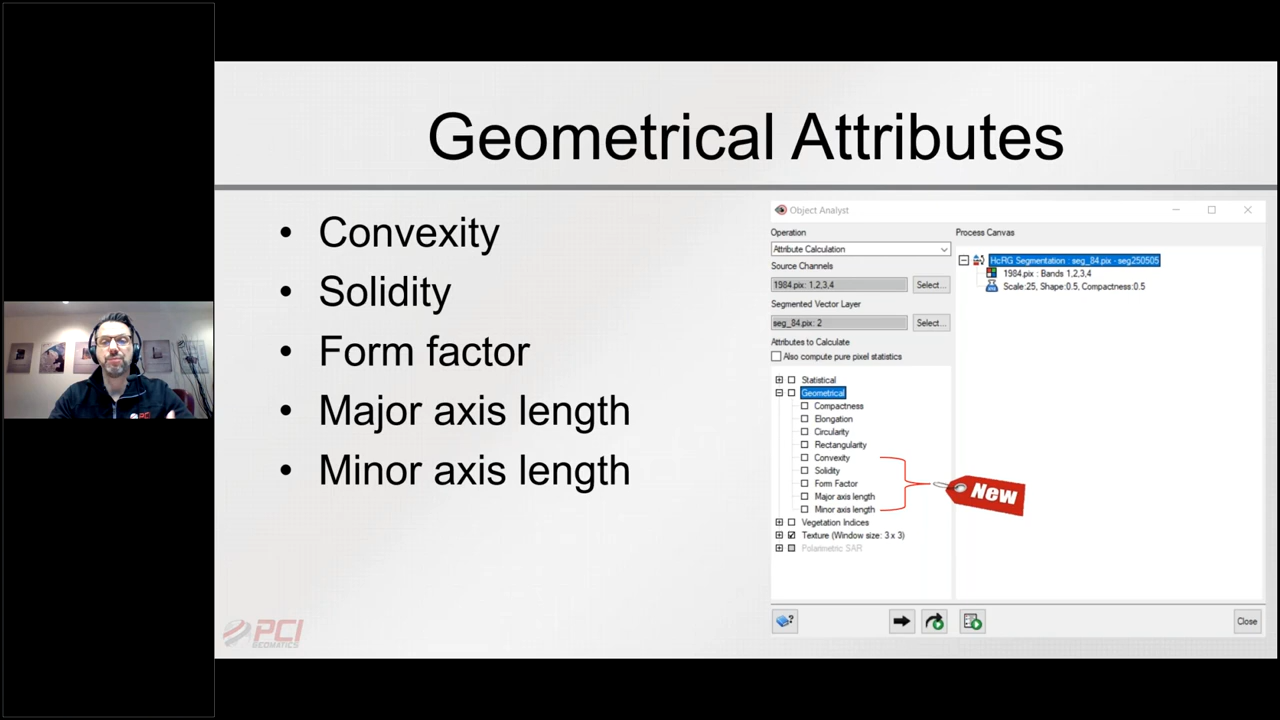 Geometrical Attributes
• Convexity
• Solidity
• Form factor
• Major axis length
• Minor axis length
Object Analyst
Operation
Attribute Calculation
Source Channels
1984.pix: 1,2,3,4
Select...
Segmented Vector Layer
seg_84.pix: 2
Select...
Attributes to Calculate
Also compute pure pixel statistics
Statistical
Geometrical
Compactness
Elongation
Circularity
Rectangularity
Convexity
Solidity
Form Factor
Major axis length
Minor axis length
Vegetation Indices
Texture (Window size: 3 x 3)
Polarimetric SAR
Process Canvas
HcRG Segmentation : seg_84.pix - seg250505
1984.pix : Bands 1,2,3,4
Scale:25, Shape:0.5, Compactness:0.5
New
Close
PCI
GEOMATICS